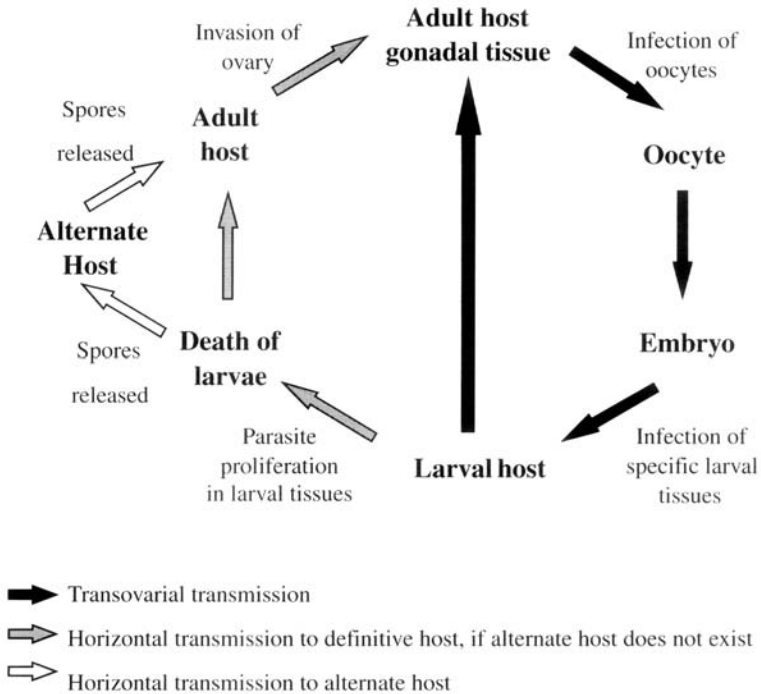 Adult host
gonadal tissue
Invasion of
ovary
Infection of
oocytes
Spores
released
Adult
host
Oocyte
Alternate
Host
Spores
released
Death of
larvae
Embryo
Parasite
proliferation
in larval tissues
Larval host
Infection of
specific larval
tissues
Transovarial transmission
Horizontal transmission to definitive host, if alternate host does not exist
Horizontal transmission to alternate host